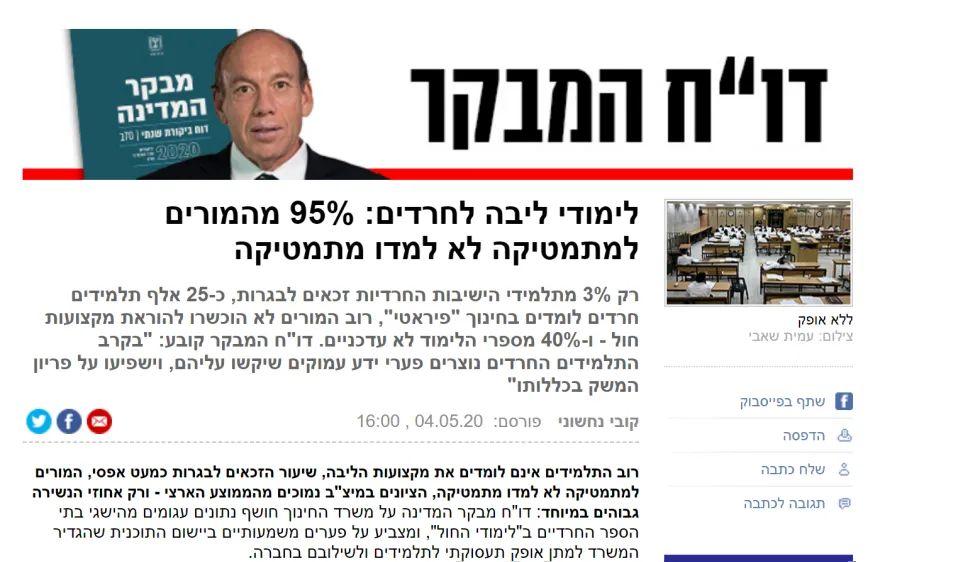 מבקר
המדינה
דוח ביקורת שנתי | 70ב
2020
דו"ח המבקר
לימודי ליבה לחרדים: 95% מהמורים
למתמטיקה לא למדו מתמטיקה
רק 3% מתלמידי הישיבות החרדיות זכאים לבגרות, כ-25 אלף תלמידים
חרדים לומדים בחינוך "פיראטי", רוב המורים לא הוכשרו להוראת מקצועות
חול - ו-40% מספרי הלימוד לא עדכניים. דו"ח המבקר קובע: "בקרב
התלמידים החרדים נוצרים פערי ידע עמוקים שיקשו עליהם, וישפיעו על פריון
המשק בכללותו"
קובי נחשוני פורסם: 04.05.20 , 16:00
רוב התלמידים אינם לומדים את מקצועות הליבה, שיעור הזכאים לבגרות כמעט אפסי, המורים
למתמטיקה לא למדו מתמטיקה, הציונים במיצ"ב נמוכים מהממוצע הארצי - ורק אחוזי הנשירה
גבוהים במיוחד: דו"ח מבקר המדינה על משרד החינוך חושף נתונים עגומים מהישגי בתי
הספר החרדיים ב"לימודי החול", ומצביע על פערים משמעותיים ביישום התוכנית שהגדיר
המשרד למתן אופק תעסוקתי לתלמידים ולשילובם בחברה.
ללא אופק
צילום: עמית שאבי
שתף בפייסבוק
הדפסה
שלח כתבה
תגובה לכתבה